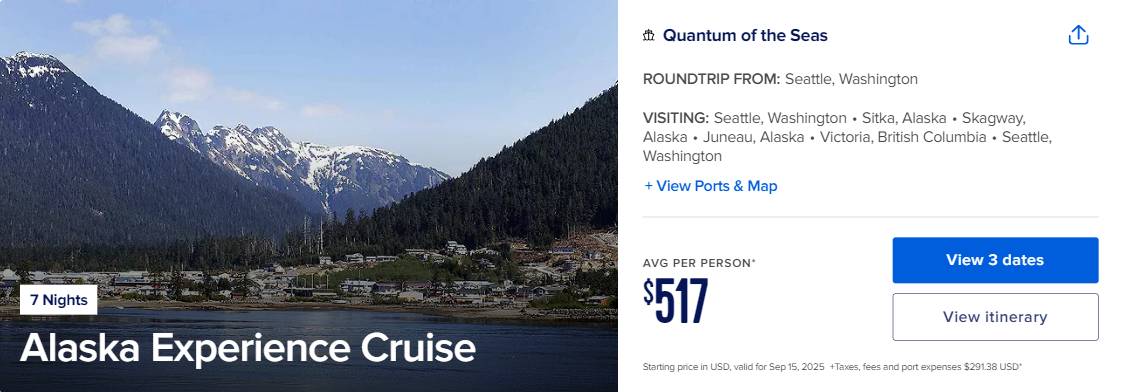 7 Nights
Alaska Experience Cruise
Quantum of the Seas
ROUNDTRIP FROM: Seattle, Washington
VISITING: Seattle, Washington • Sitka, Alaska • Skagway,
Alaska • Juneau, Alaska • Victoria, British Columbia • Seattle,
Washington
+ View Ports & Map
AVG PER PERSON*
$517
View 3 dates
View itinerary
Starting price in USD, valid for Sep 15, 2025 +Taxes, fees and port expenses $291.38 USD*